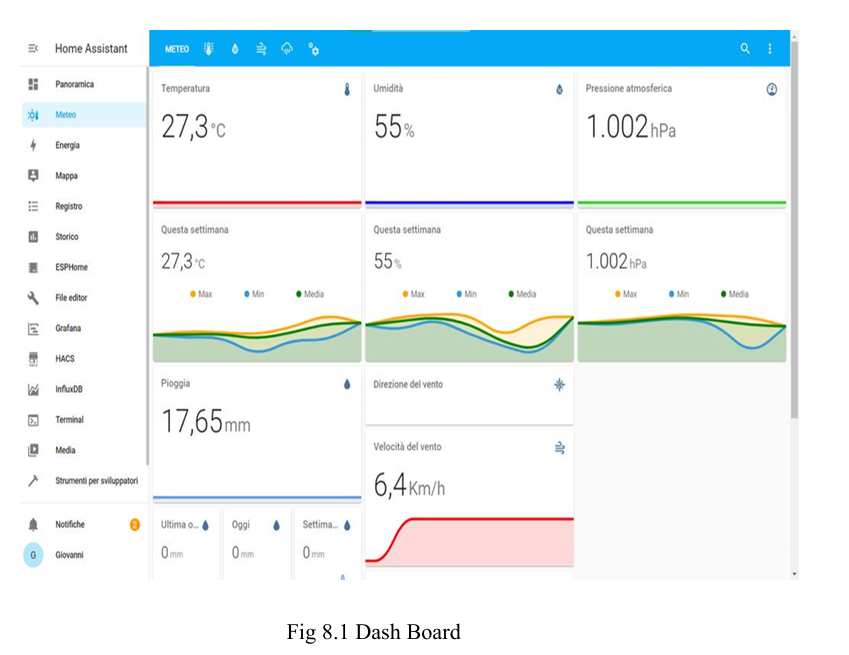 Home Assistant
Panoramica
Meteo
Energia
Mappa
Registro
Storico
ESPHome
File editor
Grafana
HACS
InfluxDB
Terminal
Media
Strumenti per sviluppatori
Notifiche 2
G Giovanni
METEO
Temperatura
27,3 °C
Umidità
55 %
Pressione atmosferica
1.002 hPa
Questa settimana
27,3 °C
Max Min Media
Questa settimana
55 %
Max Min Media
Questa settimana
1.002 hPa
Max Min Media
Pioggia
17,65 mm
Direzione del vento
Velocità del vento
6,4 Km/h
Ultima o...
0 mm
Oggi
0 mm
Settima...
0 mm
Fig 8.1 Dash Board